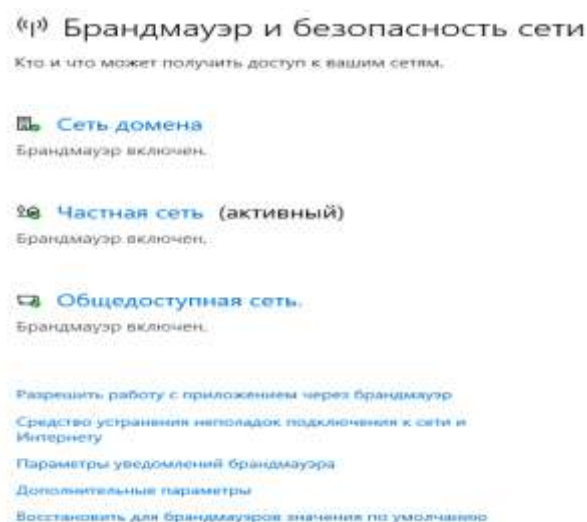 Брандмауэр и безопасность сети
Кто и что может получить доступ к вашим сетям.
Сеть домена
Брандмауэр включен.
Частная сеть (активный)
Брандмауэр включен.
Общедоступная сеть.
Брандмауэр включен.
Разрешить работу с приложением через брандмауэр
Средство устранения неполадок подключения к сети и
Интернету
Параметры уведомлений брандмауэра
Дополнительные параметры
Восстановить для брандмауэров значения по умолчанию